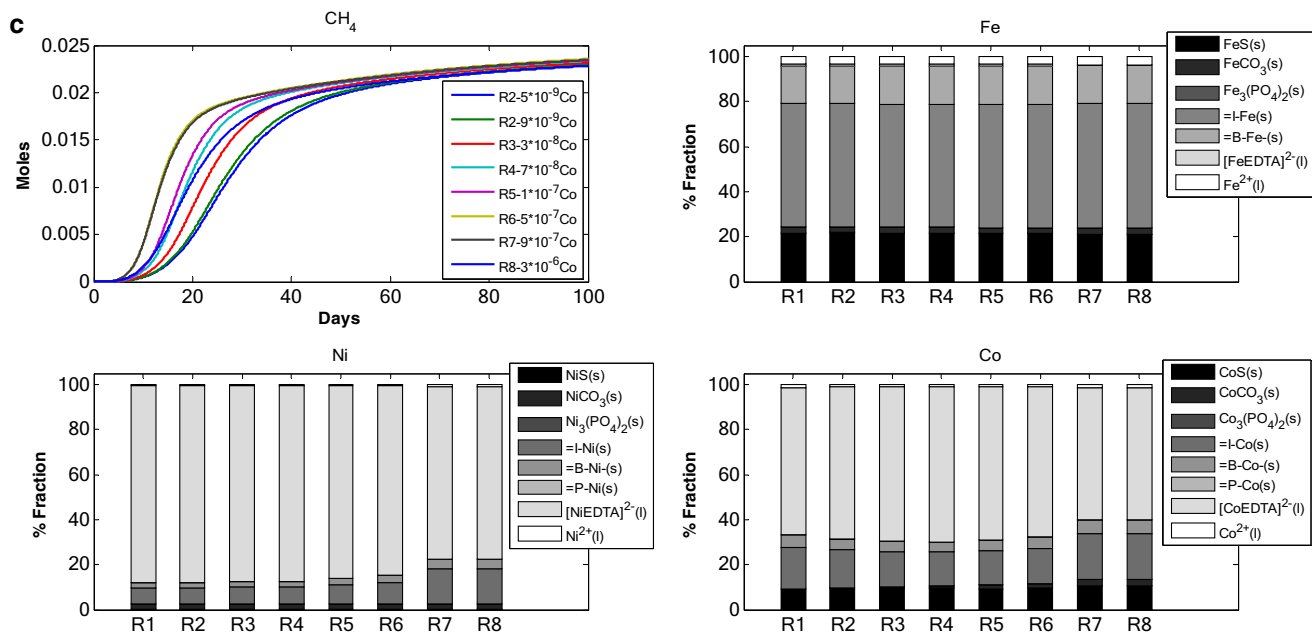 c
CH4
0.025
0.02
0.015
0.01
0.005
0
Moles
0 20 40 60 80 100
Days
R2-5*10-9Co
R2-9*10-9Co
R3-3*10-8Co
R4-7*10-8Co
R5-1*10-7Co
R6-5*10-7Co
R7-9*10-7Co
R8-3*10-6Co
Fe
100
80
60
40
20
0
% Fraction
R1 R2 R3 R4 R5 R6 R7 R8
FeS(s)
FeCO3(s)
Fe3(PO4)2(s)
=I-Fe(s)
=B-Fe-(s)
[FeEDTA]2-(l)
Fe2+(l)
Ni
100
80
60
40
20
0
% Fraction
R1 R2 R3 R4 R5 R6 R7 R8
NiS(s)
NiCO3(s)
Ni3(PO4)2(s)
=I-Ni(s)
=B-Ni-(s)
=P-Ni(s)
[NiEDTA]2-(l)
Ni2+(l)
Co
100
80
60
40
20
0
% Fraction
R1 R2 R3 R4 R5 R6 R7 R8
CoS(s)
CoCO3(s)
Co3(PO4)2(s)
=I-Co(s)
=B-Co-(s)
=P-Co(s)
[CoEDTA]2-(l)
Co2+(l)